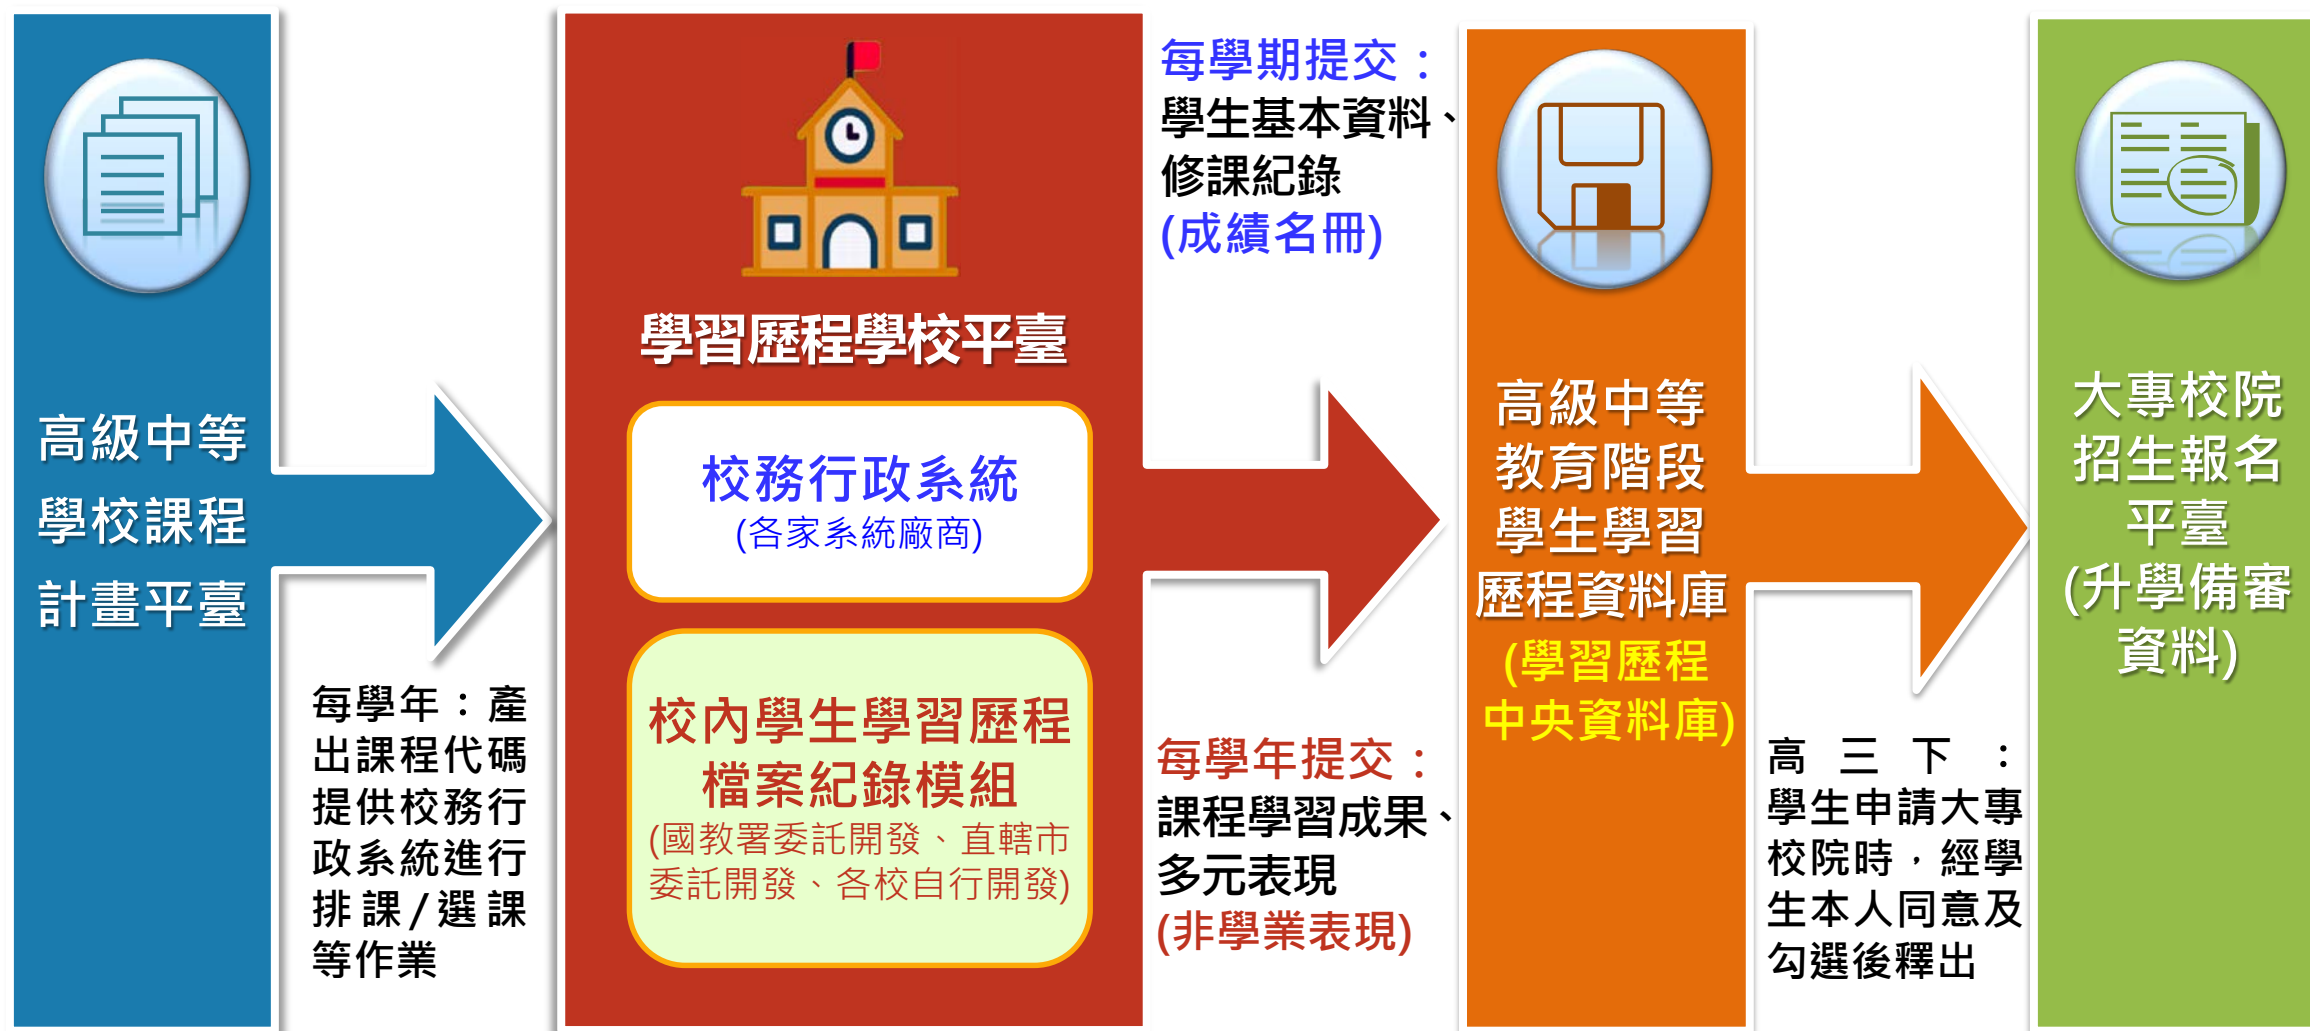 高級中等
學校課程
計畫平臺
每學年：產
出課程代碼
提供校務行
政系統進行
排課/選課
等作業
學習歷程學校平臺
校務行政系統
(各家系統廠商)
校內學生學習歷程
檔案紀錄模組
(國教署委託開發、直轄市
委託開發、各校自行開發)
每學期提交：
學生基本資料、
修課紀錄
(成績名冊)
每學年提交：
課程學習成果、
多元表現
(非學業表現)
高級中等
教育階段
學生學習
歷程資料庫
(學習歷程
中央資料庫)
高三下：
學生申請大專
校院時，經學
生本人同意及
勾選後釋出
大專校院
招生報名
平臺
(升學備審
資料)